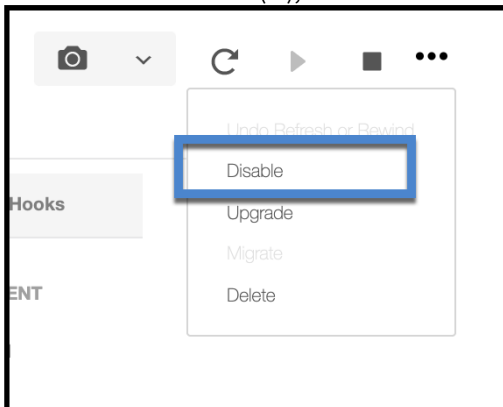 Undo Refresh or Rewind
Disable
Hooks
Upgrade
Migrate
ENT
Delete